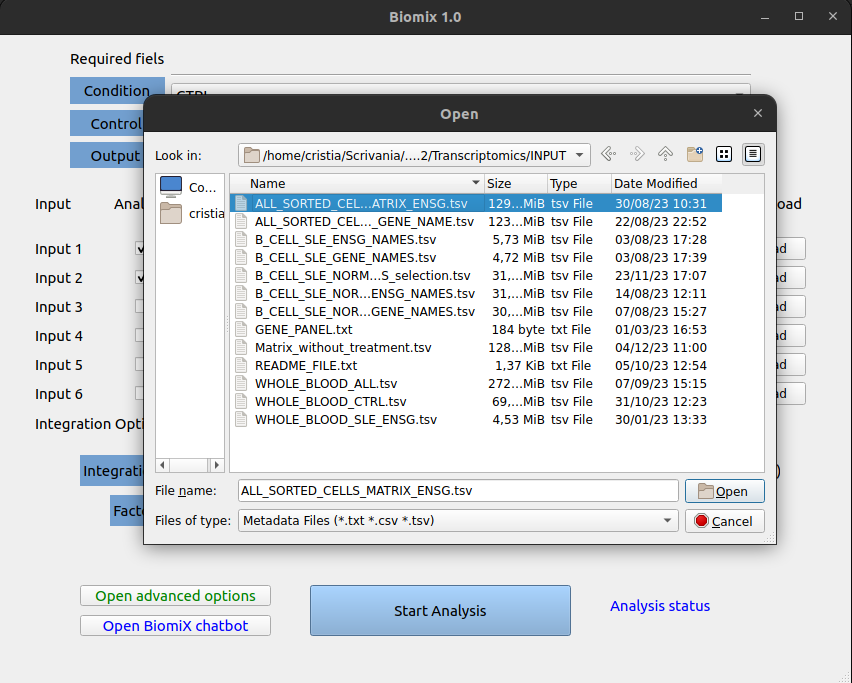 Biomix 1.0
Required fiels
Condition
CTRL
Control
Output
Input Anal
oad
Input 1
ad
Input 2
ad
Input 3
ad
Input 4
ad
Input 5
ad
Input 6
ad
Integration Opti
Integrati
)
Facto
Open advanced options
Open BiomiX chatbot
Start Analysis
Analysis status
Open
Look in: /home/cristia/Scrivania/....2/Transcriptomics/INPUT
Co...
cristia
Name Size Type Date Modified
ALL_SORTED_CEL...ATRIX_ENSG.tsv 129...MiB tsv File 30/08/23 10:31
ALL_SORTED_CEL..._GENE_NAME.tsv 123...MiB tsv File 22/08/23 22:52
B_CELL_SLE_ENSG_NAMES.tsv 5,73 MiB tsv File 03/08/23 17:28
B_CELL_SLE_GENE_NAMES.tsv 4,72 MiB tsv File 03/08/23 17:39
B_CELL_SLE_NORM...S_selection.tsv 31,...MiB tsv File 23/11/23 17:07
B_CELL_SLE_NOR...ENSG_NAMES.tsv 31,...MiB tsv File 14/08/23 12:11
B_CELL_SLE_NOR...GENE_NAMES.tsv 30,...MiB tsv File 07/08/23 15:27
GENE_PANEL.txt 184 byte txt File 01/03/23 16:53
Matrix_without_treatment.tsv 128...MiB tsv File 04/12/23 11:00
README_FILE.txt 1,37 KiB txt File 05/10/23 12:54
WHOLE_BLOOD_ALL.tsv 272...MiB tsv File 07/09/23 15:15
WHOLE_BLOOD_CTRL.tsv 69,...MiB tsv File 31/10/23 12:23
WHOLE_BLOOD_SLE_ENSG.tsv 4,53 MiB tsv File 30/01/23 13:33
File name: ALL_SORTED_CELLS_MATRIX_ENSG.tsv Open
Files of type: Metadata Files (*.txt *.csv *.tsv) Cancel